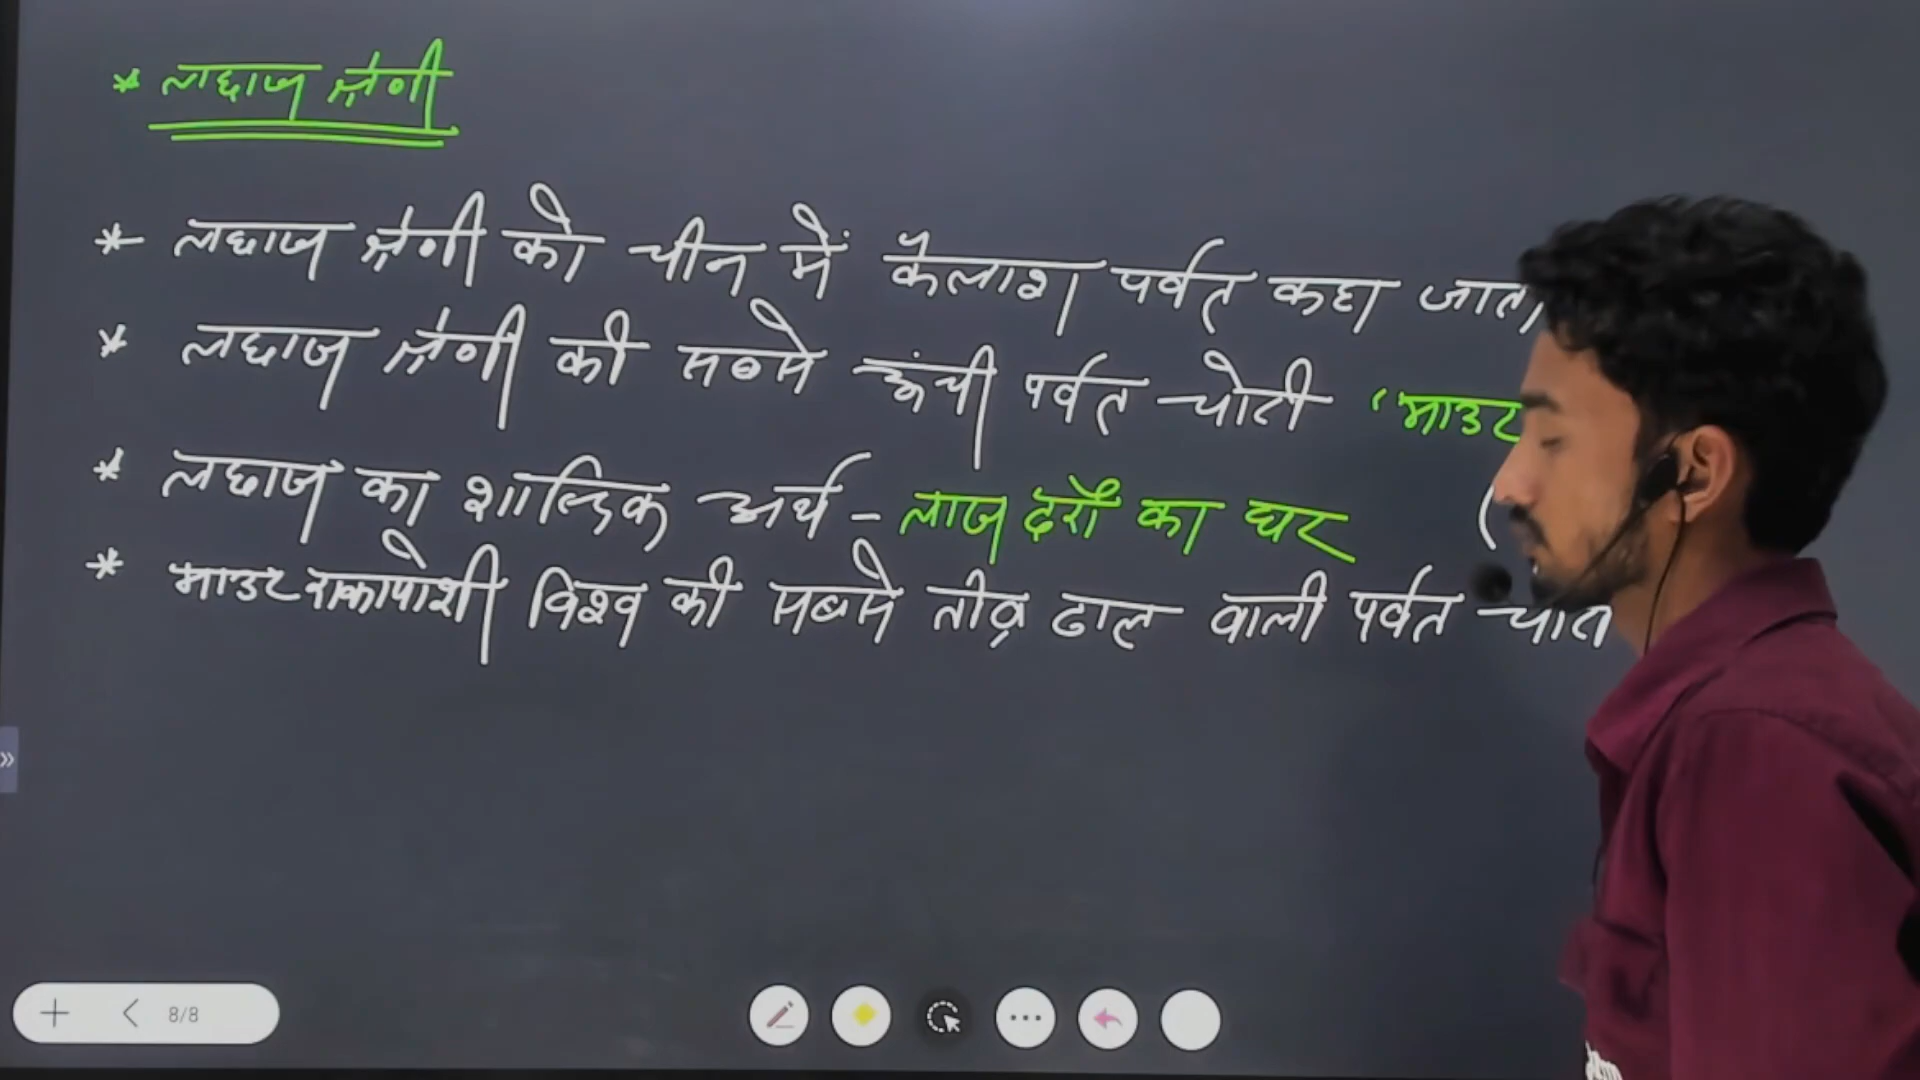 * लद्दाख श्रेणी
* लद्दाख श्रेणी को चीन में कैलाश पर्वत कहा जाता
* लद्दाख श्रेणी की सबसे ऊंची पर्वत चोटी 'माउंट
* लद्दाख का शाब्दिक अर्थ - लाख दर्रों का घर (
* माउंट राकापोशी विश्व की सबसे तीव्र ढाल वाली पर्वत
8/8